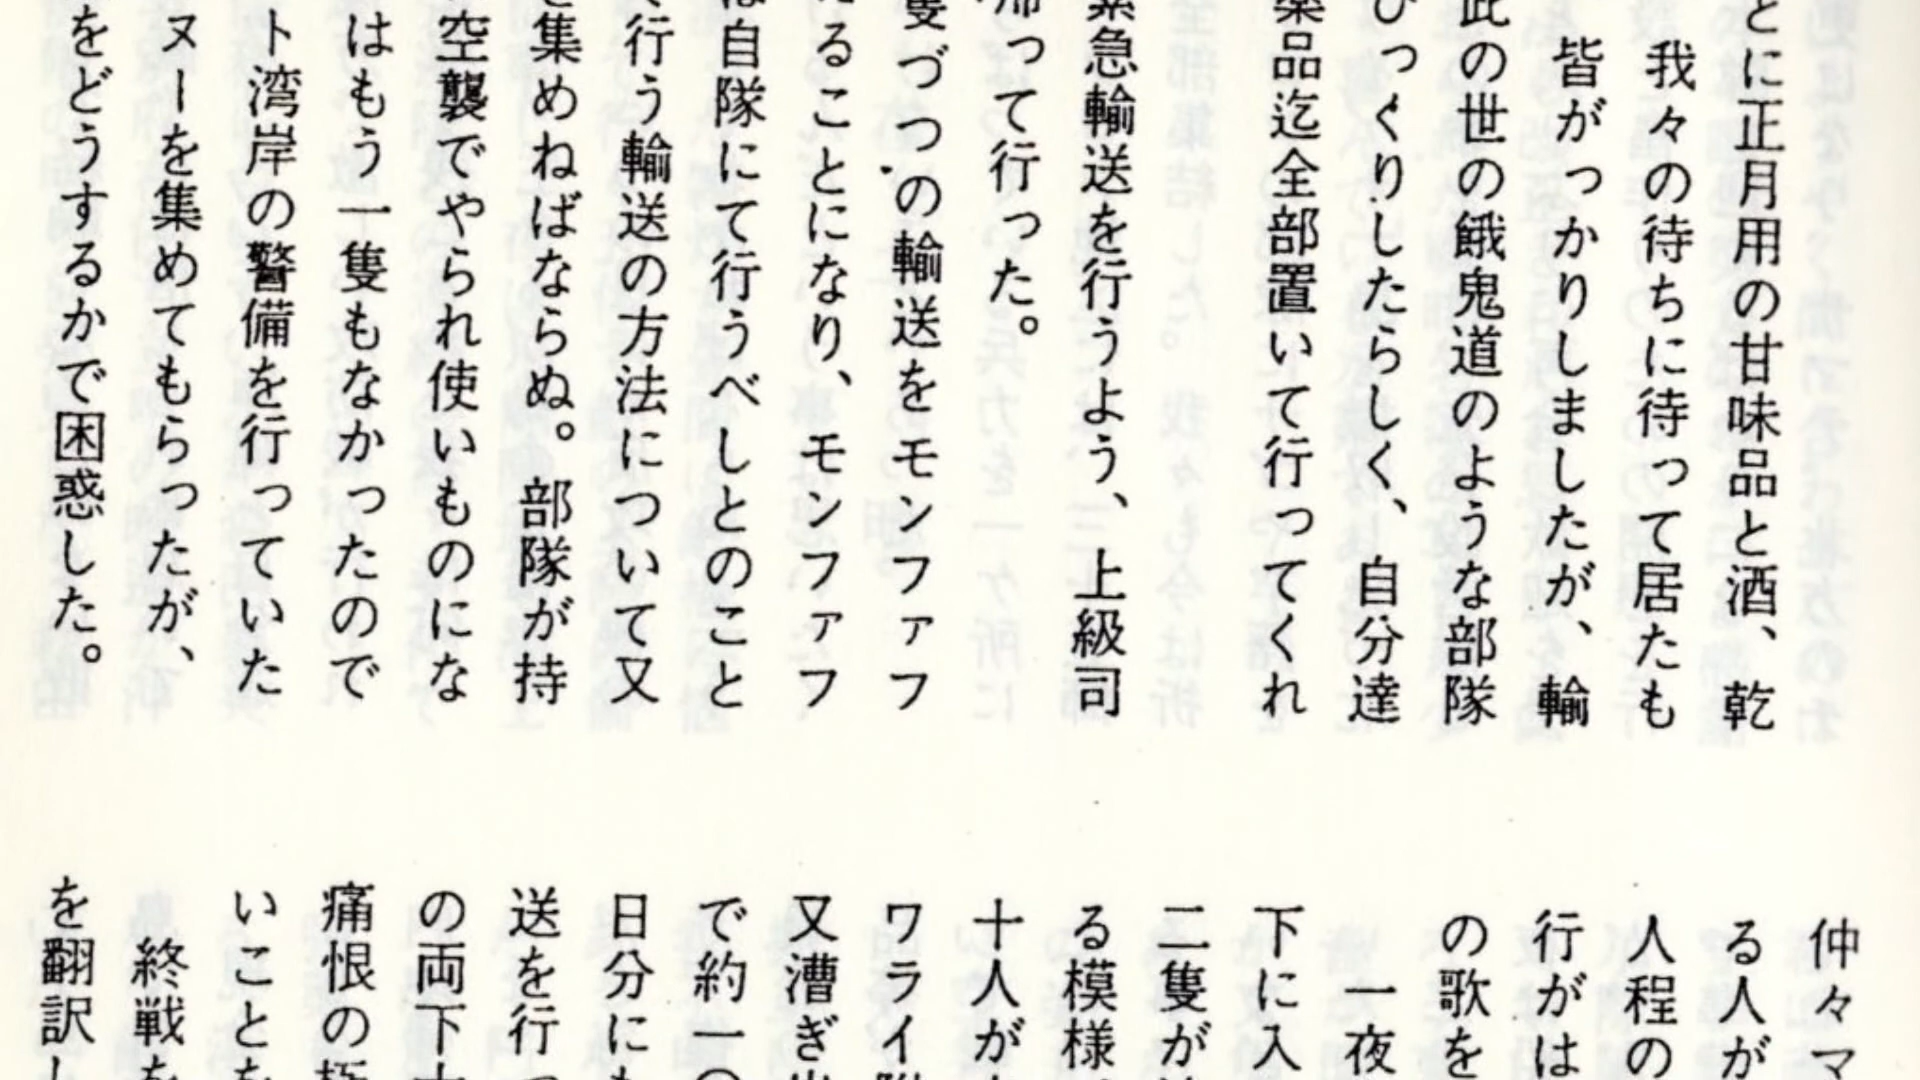 とに正月用の甘味品と酒、乾
我々の待ちに待って居たも
皆がっかりしましたが、輸
此の世の餓鬼道のような部隊
びっくりしたらしく、自分達
薬品迄全部置いて行ってくれ
緊急輸送を行うよう、上級司
帰って行った。
隻づつの輸送をモンファフ
ることになり、モンファフ
は自隊にて行うべしとのこと
行う輸送の方法について又
を集めねばならぬ。部隊が持
空襲でやられ使いものにな
はもう一隻もなかったので
ト湾岸の警備を行っていた
ヌーを集めてもらったが、
をどうするかで困惑した。
仲々マ
る人が
人程の
行がは
の歌を
一夜
下に入
二隻が
る模様
十人が
ワライ
又漕ぎ
で約一〇
日分に
送を行
の両下
痛恨の
いことを
終戦を
を翻訳し